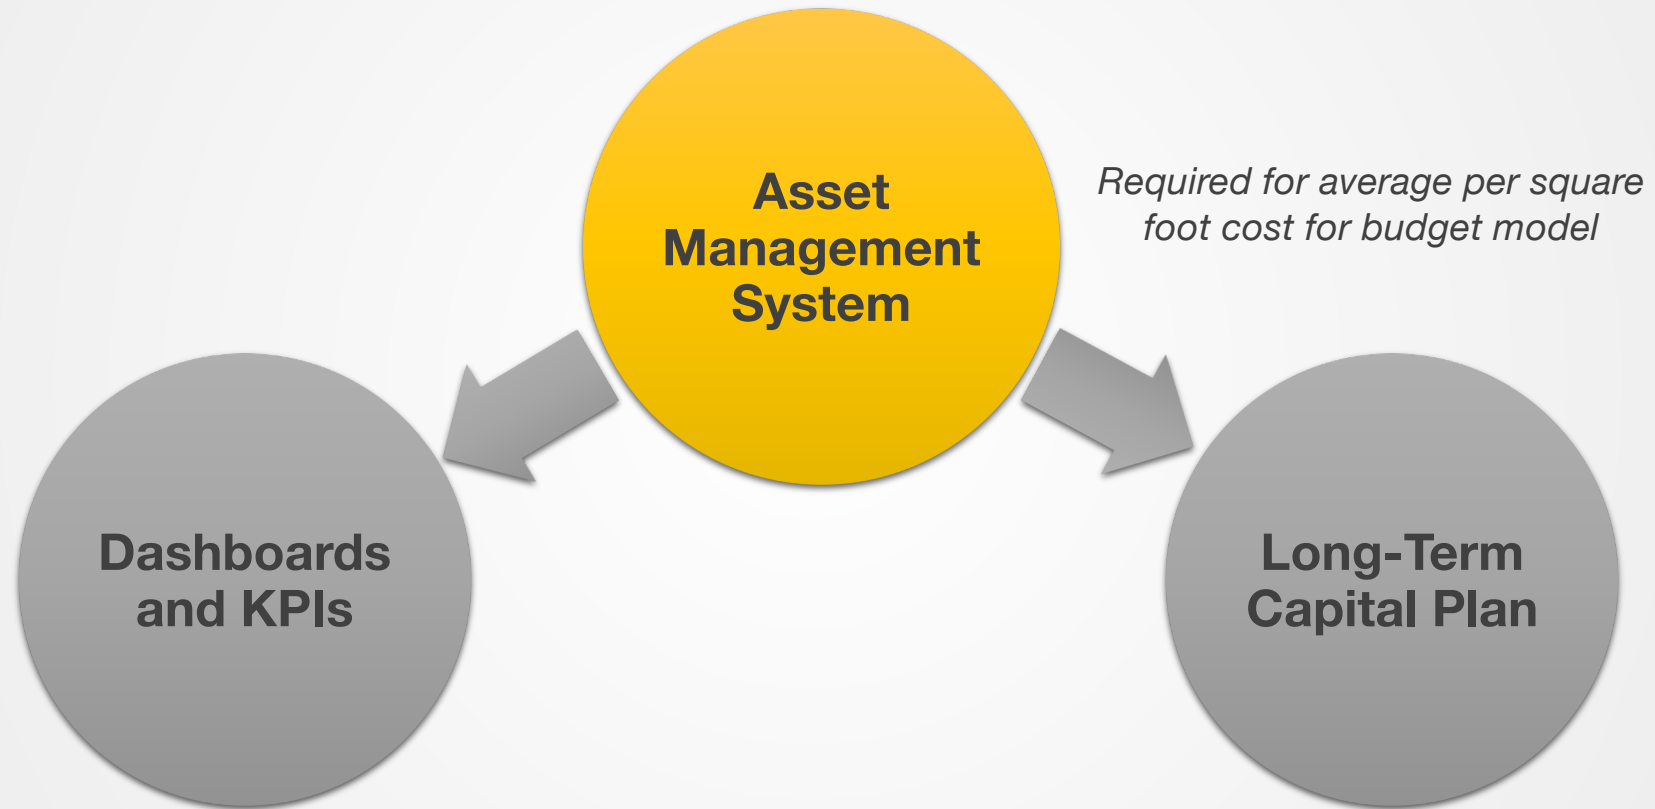 Asset
Management
System
Required for average per square
foot cost for budget model
Dashboards
and KPIs
Long-Term
Capital Plan